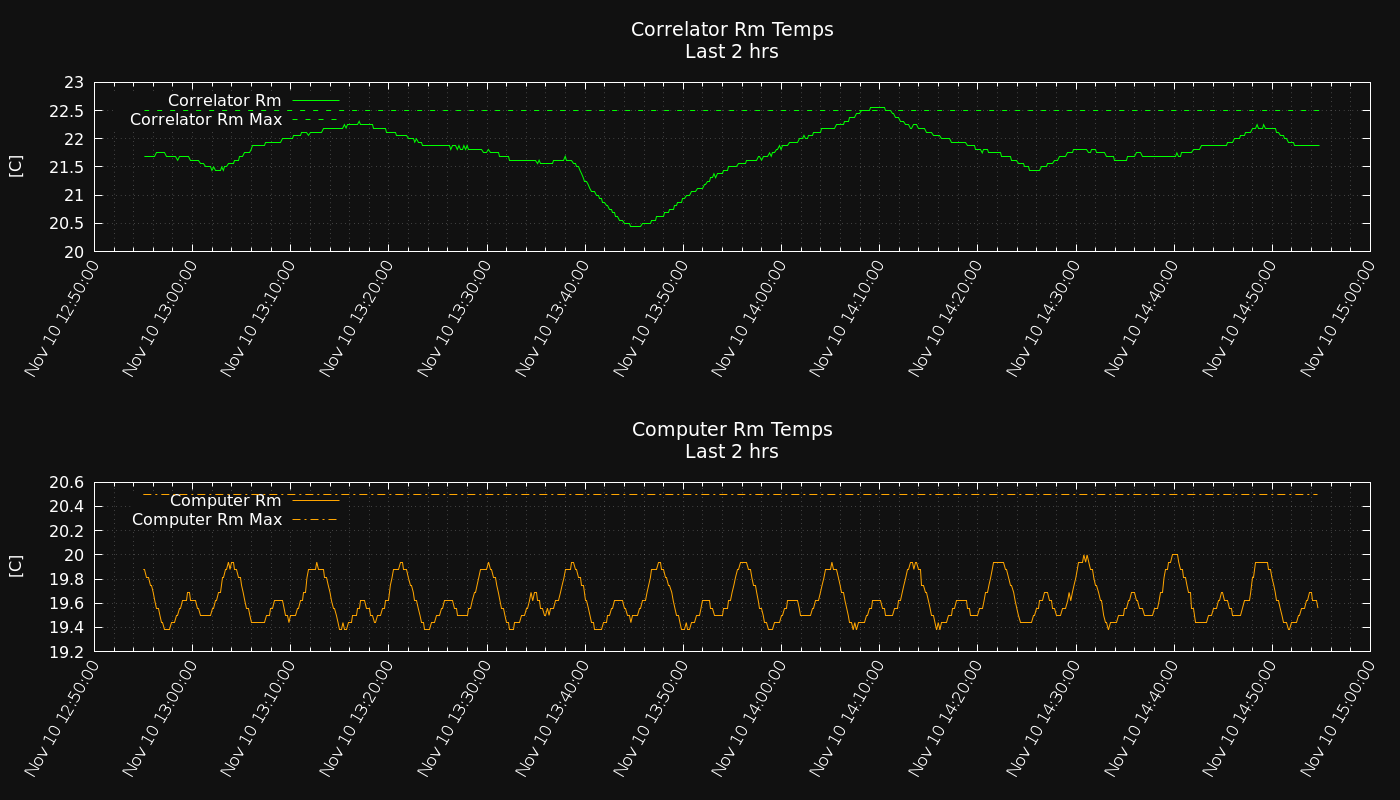 Correlator Rm Temps
Last 2 hrs
23
22.5
22
21.5
21
20.5
20
[C]
Correlator Rm
Correlator Rm Max
Nov 10 12:50:00
Nov 10 13:00:00
Nov 10 13:10:00
Nov 10 13:20:00
Nov 10 13:30:00
Nov 10 13:40:00
Nov 10 13:50:00
Nov 10 14:00:00
Nov 10 14:10:00
Nov 10 14:20:00
Nov 10 14:30:00
Nov 10 14:40:00
Nov 10 14:50:00
Nov 10 15:00:00
Computer Rm Temps
Last 2 hrs
20.6
20.4
20.2
20
19.8
19.6
19.4
19.2
[C]
Computer Rm
Computer Rm Max
Nov 10 12:50:00
Nov 10 13:00:00
Nov 10 13:10:00
Nov 10 13:20:00
Nov 10 13:30:00
Nov 10 13:40:00
Nov 10 13:50:00
Nov 10 14:00:00
Nov 10 14:10:00
Nov 10 14:20:00
Nov 10 14:30:00
Nov 10 14:40:00
Nov 10 14:50:00
Nov 10 15:00:00